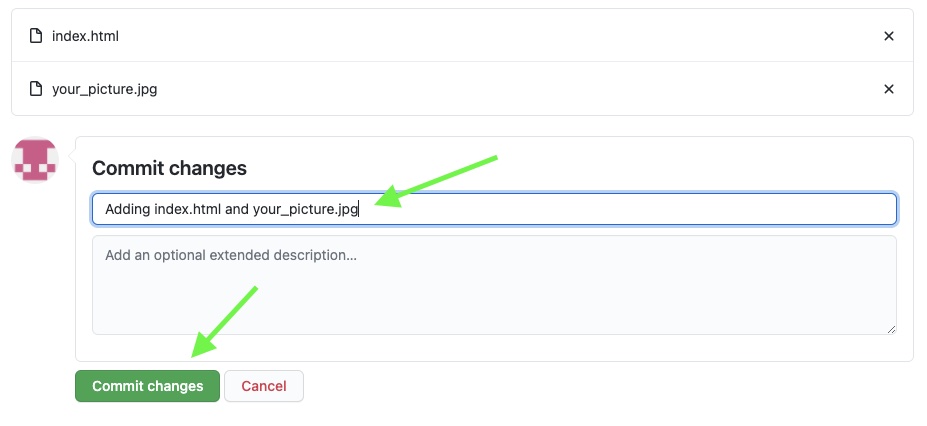 index.html
your_picture.jpg
Commit changes
Adding index.html and your_picture.jpg
Add an optional extended description...
Commit changes
Cancel